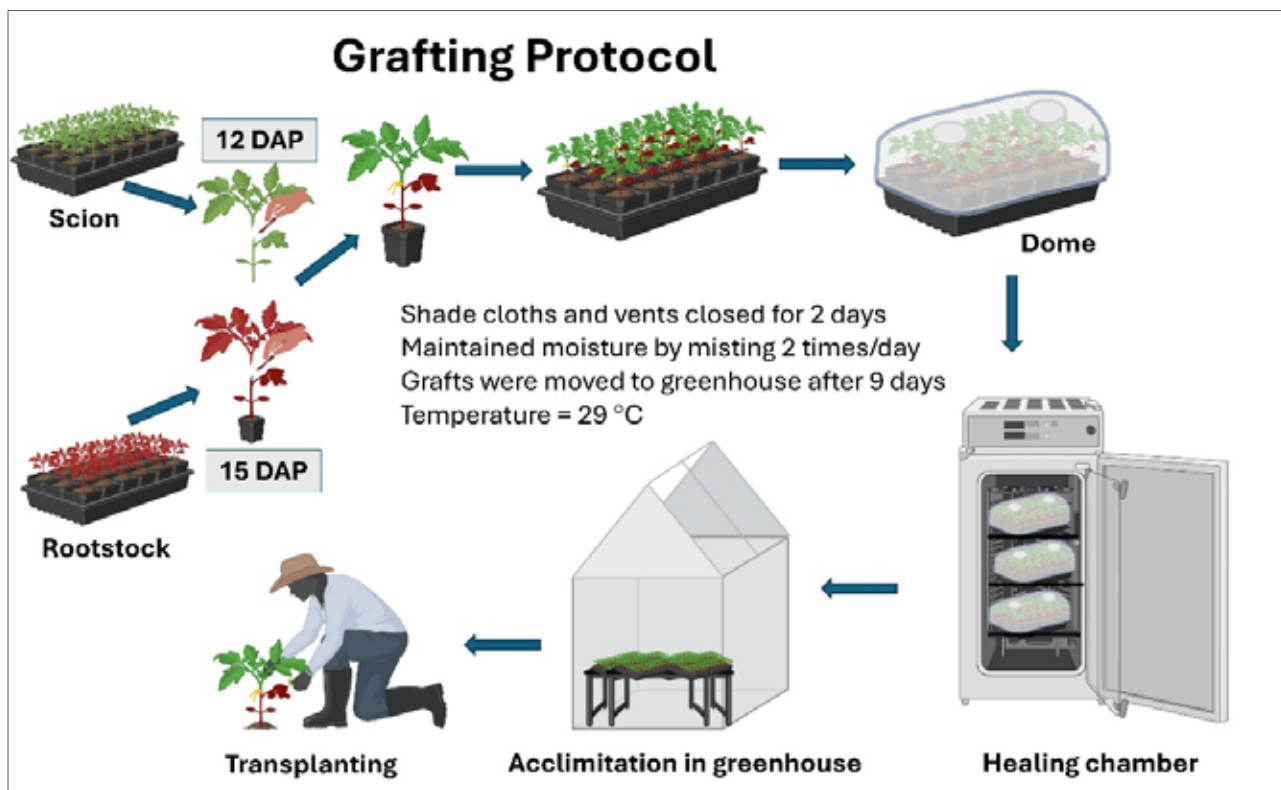 Grafting Protocol
12 DAP
Scion
Dome
Shade cloths and vents closed for 2 days
Maintained moisture by misting 2 times/day
Grafts were moved to greenhouse after 9 days
Temperature = 29 °C
15 DAP
Rootstock
Transplanting
Acclimitation in greenhouse
Healing chamber